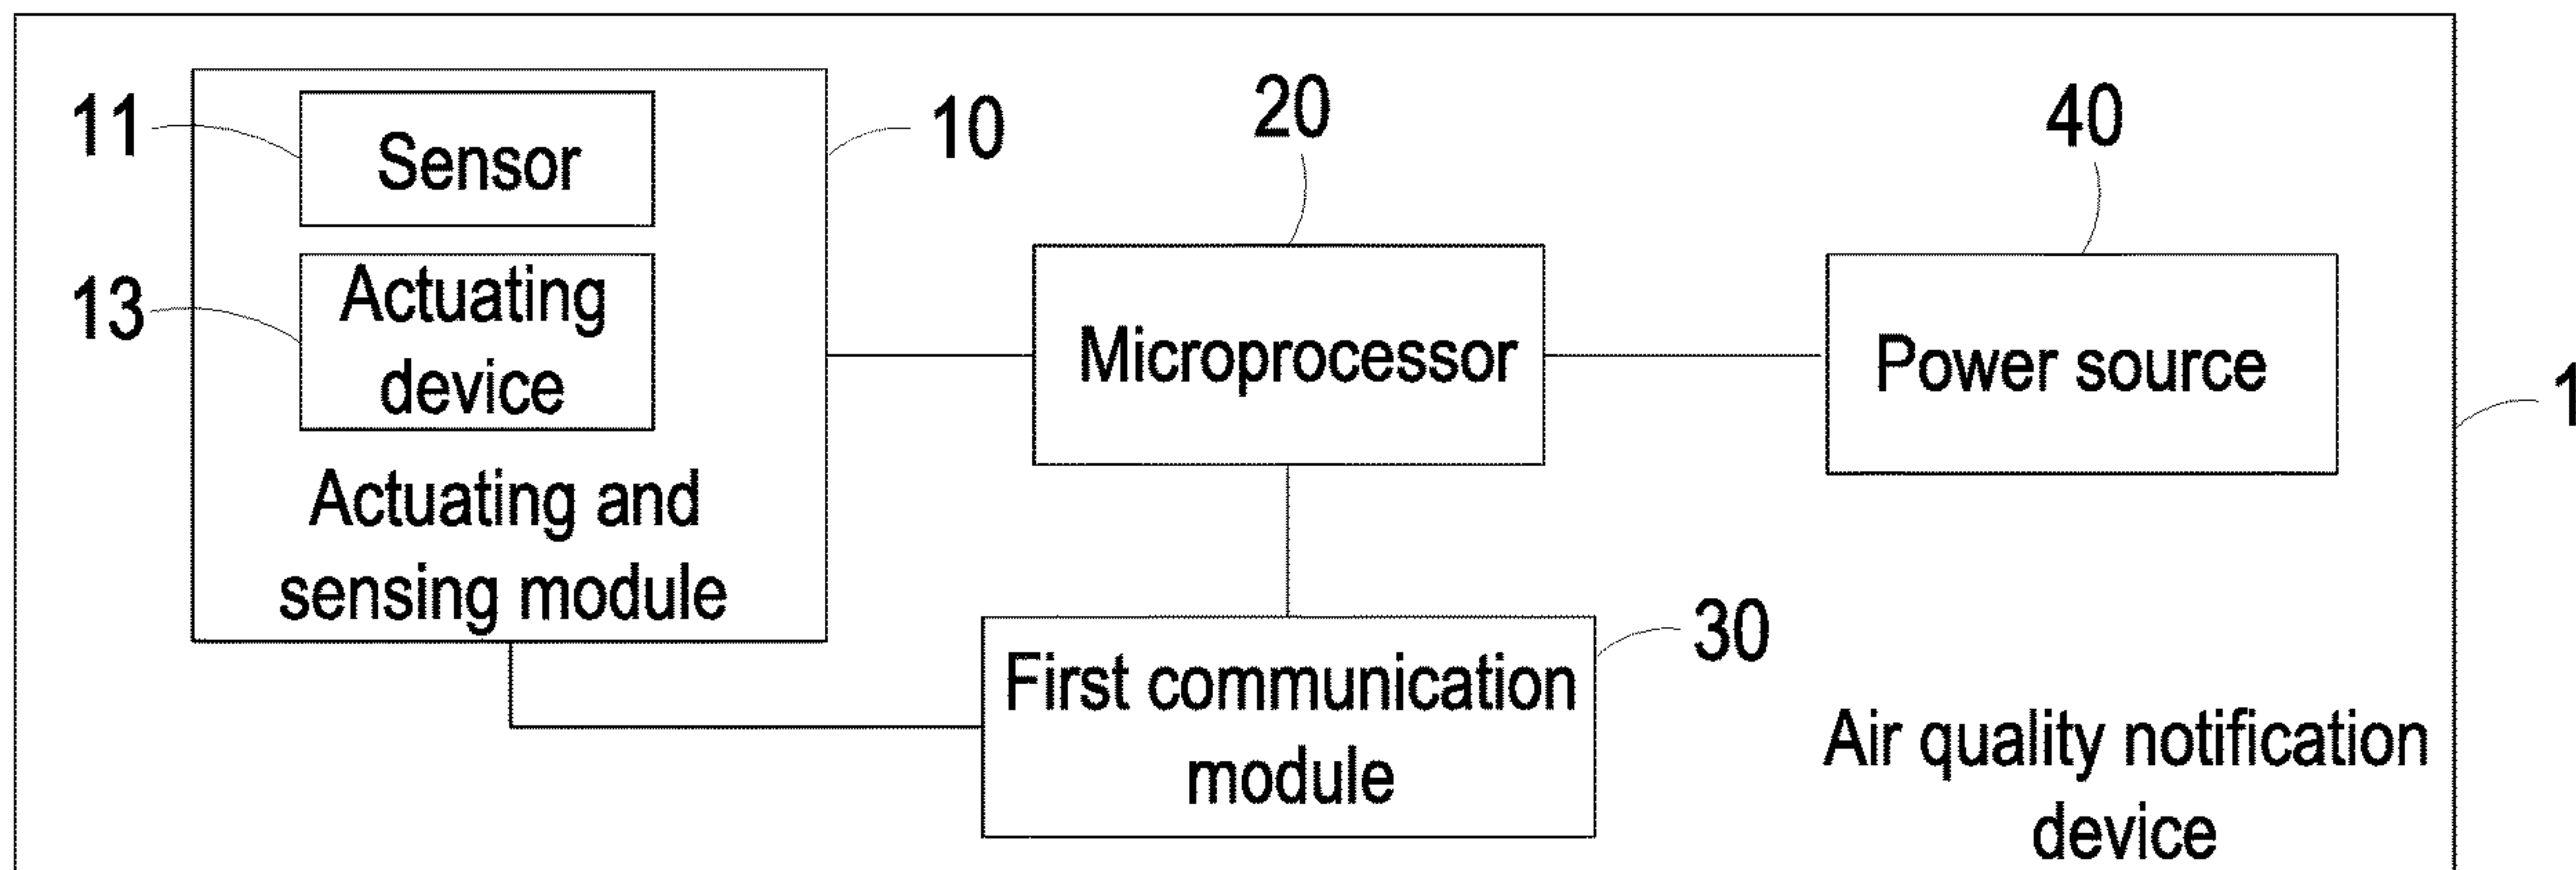 11
Sensor
10
20
40
13
Actuating
device
Microprocessor
Power source
1
Actuating and
sensing module
30
First communication
module
Air quality notification
device